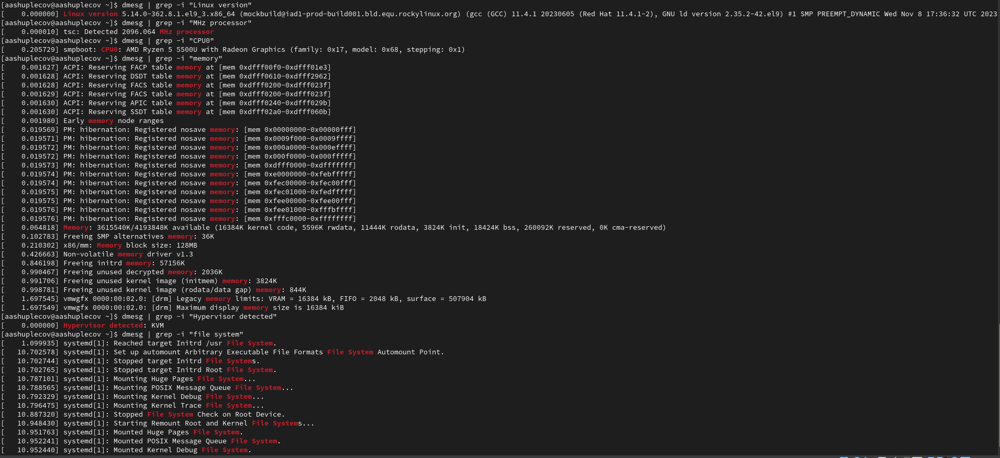 [aashuplecov@aashuplecov ~]$ dmesg | grep -i "Linux version"
[    0.000000] Linux version 5.14.0-362.8.1.el9_3.x86_64 (mockbuild@iad1-prod-build001.bld.equ.rockylinux.org) (gcc (GCC) 11.4.1 20230605 (Red Hat 11.4.1-2), GNU ld version 2.35.2-42.el9) #1 SMP PREEMPT_DYNAMIC Wed Nov 8 17:36:32 UTC 2023
[aashuplecov@aashuplecov ~]$ dmesg | grep -i "MHz processor"
[    0.000010] tsc: Detected 2096.064 MHz processor
[aashuplecov@aashuplecov ~]$ dmesg | grep -i "CPU0"
[    0.205729] smpboot: CPU0: AMD Ryzen 5 5500U with Radeon Graphics (family: 0x17, model: 0x68, stepping: 0x1)
[aashuplecov@aashuplecov ~]$ dmesg | grep -i "memory"
[    0.001627] ACPI: Reserving FACP table memory at [mem 0xdfff00f0-0xdfff01e3]
[    0.001628] ACPI: Reserving DSDT table memory at [mem 0xdfff0610-0xdfff2962]
[    0.001628] ACPI: Reserving FACS table memory at [mem 0xdfff0200-0xdfff023f]
[    0.001629] ACPI: Reserving FACS table memory at [mem 0xdfff0200-0xdfff023f]
[    0.001630] ACPI: Reserving APIC table memory at [mem 0xdfff0240-0xdfff029b]
[    0.001630] ACPI: Reserving SSDT table memory at [mem 0xdfff02a0-0xdfff060b]
[    0.001980] Early memory node ranges
[    0.019569] PM: hibernation: Registered nosave memory: [mem 0x00000000-0x00000fff]
[    0.019571] PM: hibernation: Registered nosave memory: [mem 0x0009f000-0x0009ffff]
[    0.019572] PM: hibernation: Registered nosave memory: [mem 0x000a0000-0x000effff]
[    0.019572] PM: hibernation: Registered nosave memory: [mem 0x000f0000-0x000fffff]
[    0.019573] PM: hibernation: Registered nosave memory: [mem 0xdfff0000-0xdfffffff]
[    0.019574] PM: hibernation: Registered nosave memory: [mem 0xe0000000-0xfebfffff]
[    0.019574] PM: hibernation: Registered nosave memory: [mem 0xfec00000-0xfec00fff]
[    0.019575] PM: hibernation: Registered nosave memory: [mem 0xfec01000-0xfedfffff]
[    0.019575] PM: hibernation: Registered nosave memory: [mem 0xfee00000-0xfee00fff]
[    0.019576] PM: hibernation: Registered nosave memory: [mem 0xfee01000-0xfffbffff]
[    0.019576] PM: hibernation: Registered nosave memory: [mem 0xfffc0000-0xffffffff]
[    0.064818] Memory: 3615540K/4193848K available (16384K kernel code, 5596K rwdata, 11444K rodata, 3824K init, 18424K bss, 260092K reserved, 0K cma-reserved)
[    0.102783] Freeing SMP alternatives memory: 36K
[    0.210302] x86/mm: Memory block size: 128MB
[    0.426663] Non-volatile memory driver v1.3
[    0.846198] Freeing initrd memory: 57156K
[    0.990467] Freeing unused decrypted memory: 2036K
[    0.991706] Freeing unused kernel image (initmem) memory: 3824K
[    0.998781] Freeing unused kernel image (rodata/data gap) memory: 844K
[    1.697545] vmwgfx 0000:00:02.0: [drm] Legacy memory limits: VRAM = 16384 kB, FIFO = 2048 kB, surface = 507904 kB
[    1.697549] vmwgfx 0000:00:02.0: [drm] Maximum display memory size is 16384 kiB
[aashuplecov@aashuplecov ~]$ dmesg | grep -i "Hypervisor detected"
[    0.000000] Hypervisor detected: KVM
[aashuplecov@aashuplecov ~]$ dmesg | grep -i "file system"
[    1.099935] systemd[1]: Reached target Initrd /usr File System.
[   10.702578] systemd[1]: Set up automount Arbitrary Executable File Formats File System Automount Point.
[   10.702744] systemd[1]: Stopped target Initrd File Systems.
[   10.702765] systemd[1]: Stopped target Initrd Root File System.
[   10.787101] systemd[1]: Mounting Huge Pages File System...
[   10.788565] systemd[1]: Mounting POSIX Message Queue File System...
[   10.792329] systemd[1]: Mounting Kernel Debug File System...
[   10.796475] systemd[1]: Mounting Kernel Trace File System...
[   10.887320] systemd[1]: Stopped File System Check on Root Device.
[   10.948430] systemd[1]: Starting Remount Root and Kernel File Systems...
[   10.951763] systemd[1]: Mounted Huge Pages File System.
[   10.952241] systemd[1]: Mounted POSIX Message Queue File System.
[   10.952440] systemd[1]: Mounted Kernel Debug File System.